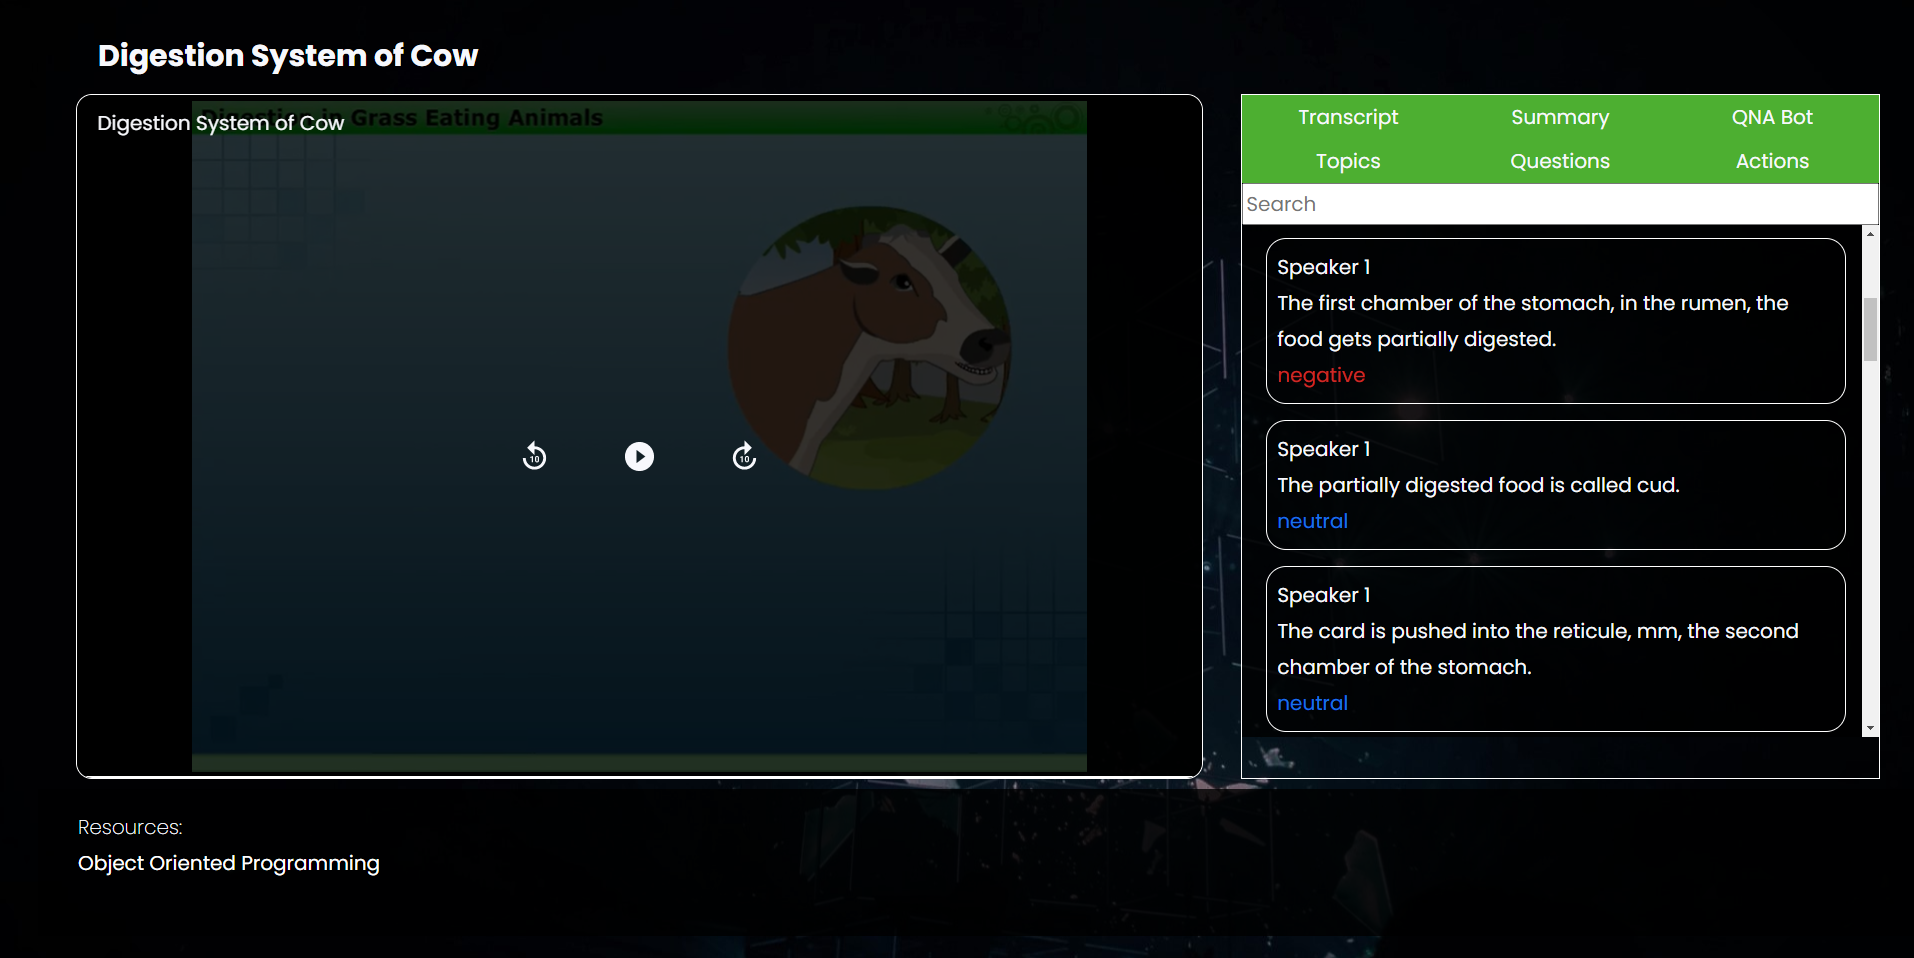 Digestion System of Cow
Digestion System of Cow
Grass Eating Animals
Transcript
Summary
QNA Bot
Topics
Questions
Actions
Search
Speaker 1
The first chamber of the stomach, in the rumen, the
food gets partially digested.
negative
Speaker 1
The partially digested food is called cud.
neutral
Speaker 1
The card is pushed into the reticule, mm, the second
chamber of the stomach.
neutral
10
10
Resources:
Object Oriented Programming